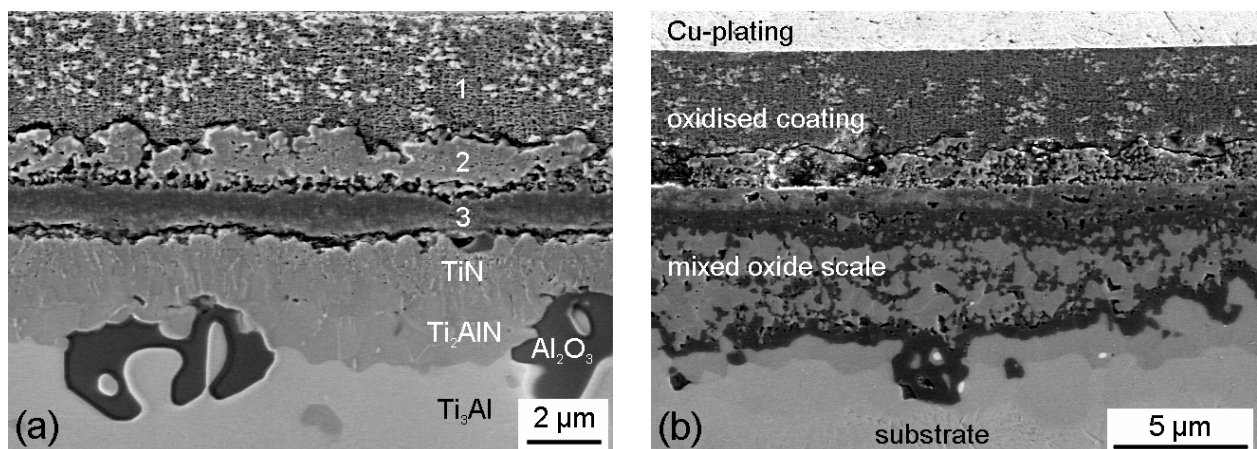 1
2
3
TiN
Ti₂AlN
Al₂O₃
Ti₃Al
(a)
2 µm
Cu-plating
oxidised coating
mixed oxide scale
substrate
(b)
5 µm